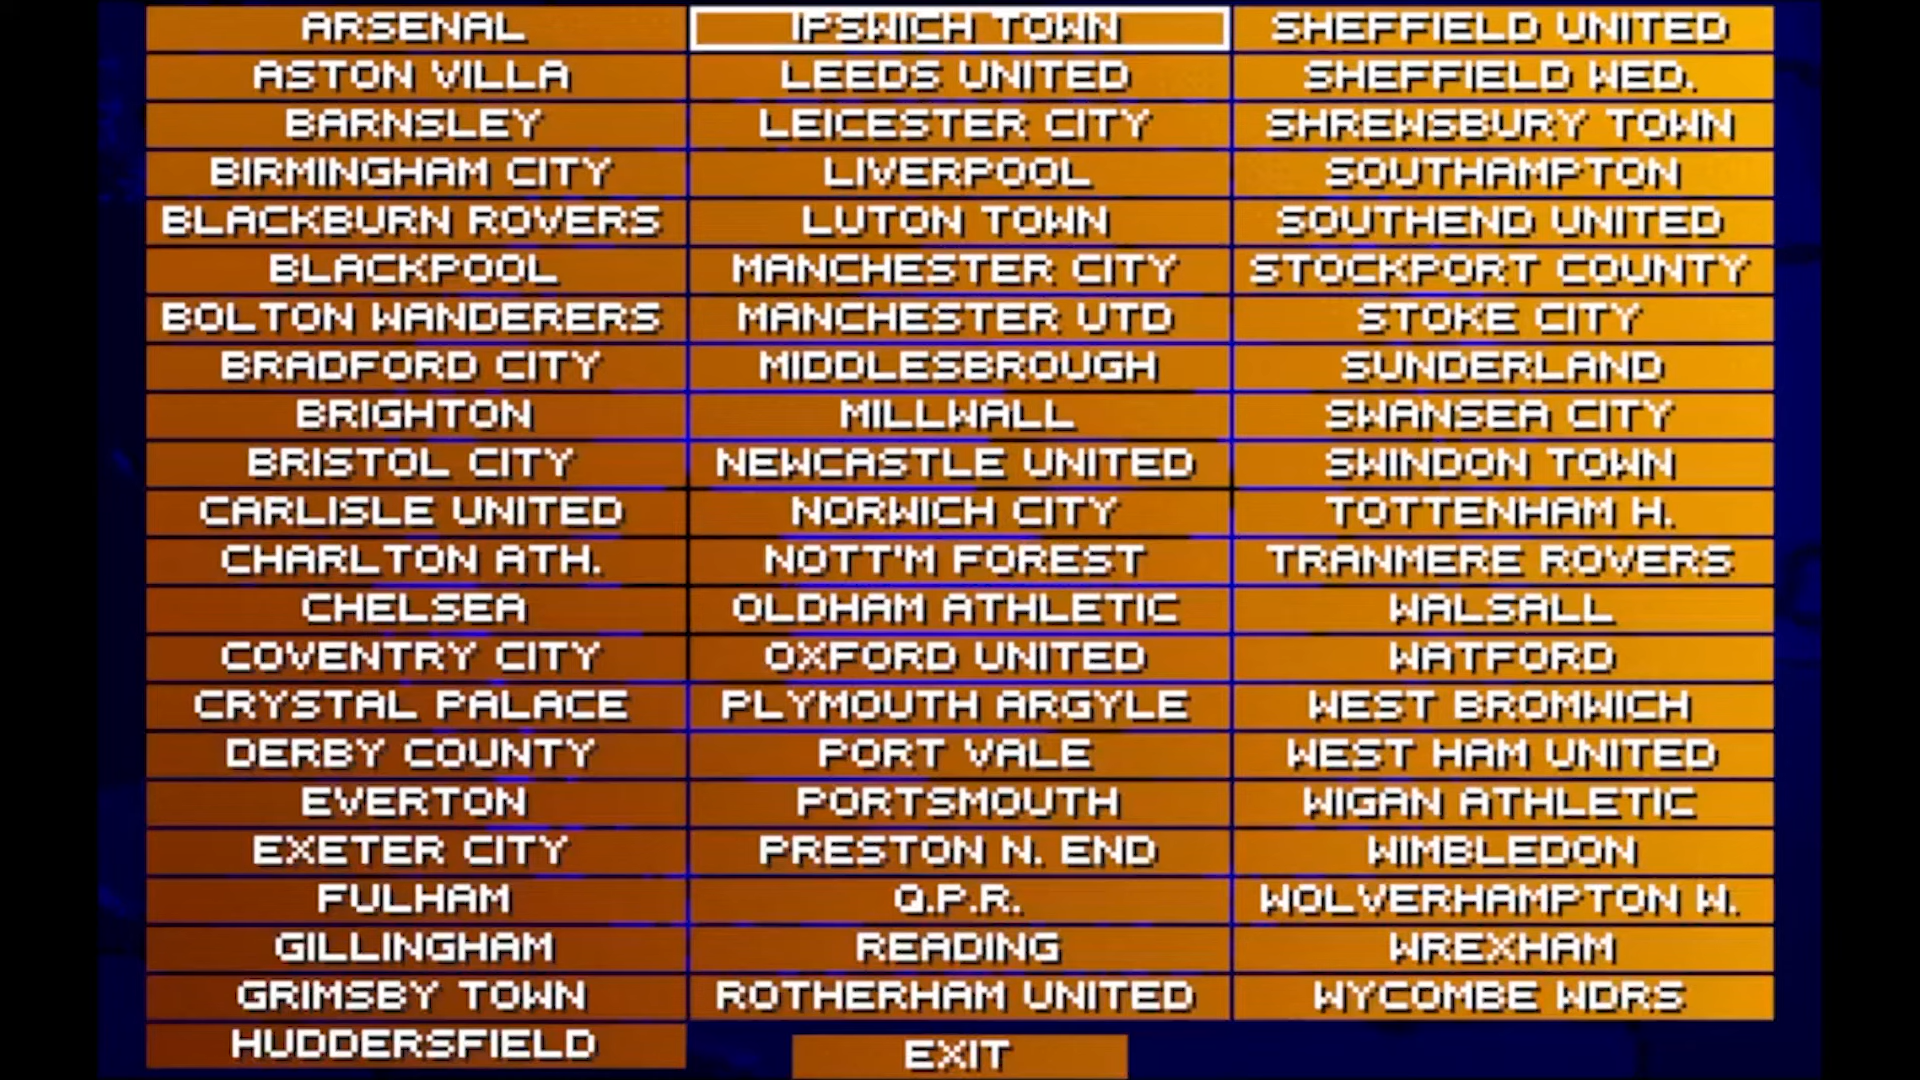 ARSENAL
ASTON VILLA
BARNSLEY
BIRMINGHAM CITY
BLACKBURN ROVERS
BLACKPOOL
BOLTON WANDERERS
BRADFORD CITY
BRIGHTON
BRISTOL CITY
CARLISLE UNITED
CHARLTON ATH.
CHELSEA
COVENTRY CITY
CRYSTAL PALACE
DERBY COUNTY
EVERTON
EXETER CITY
FULHAM
GILLINGHAM
GRIMSBY TOWN
HUDDERSFIELD
IPSWICH TOWN
LEEDS UNITED
LEICESTER CITY
LIVERPOOL
LUTON TOWN
MANCHESTER CITY
MANCHESTER UTD
MIDDLESBROUGH
MILLWALL
NEWCASTLE UNITED
NORWICH CITY
NOTT'M FOREST
OLDHAM ATHLETIC
OXFORD UNITED
PLYMOUTH ARGYLE
PORT VALE
PORTSMOUTH
PRESTON N. END
Q.P.R.
READING
ROTHERHAM UNITED
SHEFFIELD UNITED
SHEFFIELD WED.
SHREWSBURY TOWN
SOUTHAMPTON
SOUTHEND UNITED
STOCKPORT COUNTY
STOKE CITY
SUNDERLAND
SWANSEA CITY
SWINDON TOWN
TOTTENHAM H.
TRANMERE ROVERS
WALSALL
WATFORD
WEST BROMWICH
WEST HAM UNITED
WIGAN ATHLETIC
WIMBLEDON
WOLVERHAMPTON W.
WREXHAM
WYCOMBE WDRS
EXIT